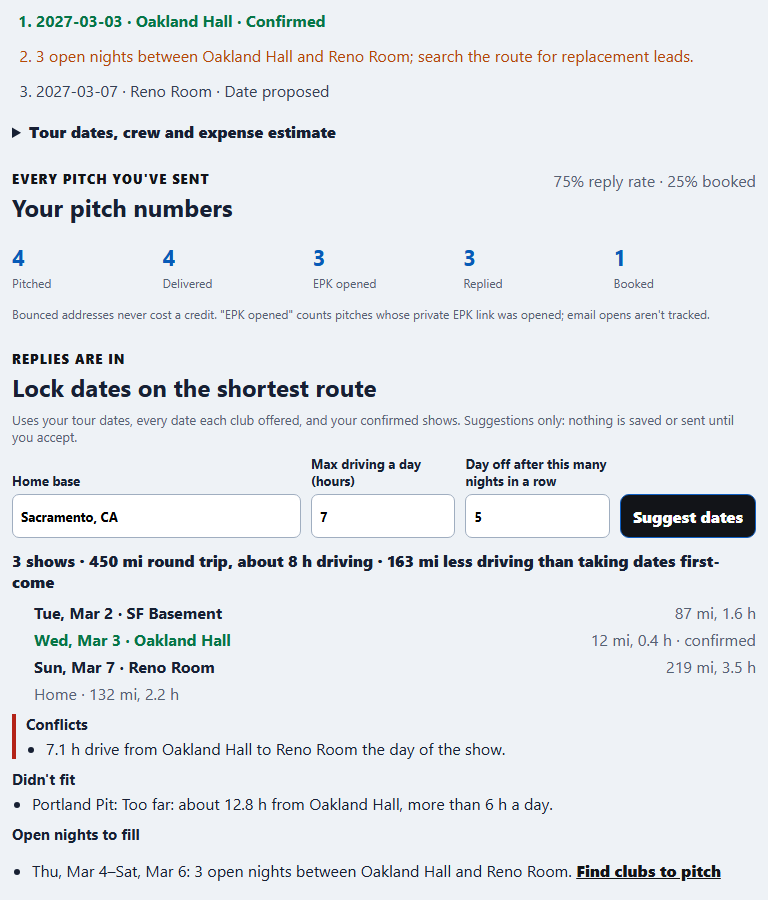 1. 2027-03-03 · Oakland Hall · Confirmed
2. 3 open nights between Oakland Hall and Reno Room; search the route for replacement leads.
3. 2027-03-07 · Reno Room · Date proposed
▶ Tour dates, crew and expense estimate
EVERY PITCH YOU'VE SENT
75% reply rate · 25% booked
Your pitch numbers
4 4 3 3 1
Pitched Delivered EPK opened Replied Booked
Bounced addresses never cost a credit. "EPK opened" counts pitches whose private EPK link was opened; email opens aren't tracked.
REPLIES ARE IN
Lock dates on the shortest route
Uses your tour dates, every date each club offered, and your confirmed shows. Suggestions only: nothing is saved or sent until
you accept.
Home base
Max driving a day
(hours)
Day off after this many
nights in a row
Sacramento, CA
7
5
Suggest dates
3 shows · 450 mi round trip, about 8 h driving · 163 mi less driving than taking dates first-
come
Tue, Mar 2 · SF Basement 87 mi, 1.6 h
Wed, Mar 3 · Oakland Hall 12 mi, 0.4 h · confirmed
Sun, Mar 7 · Reno Room 219 mi, 3.5 h
Home · 132 mi, 2.2 h
Conflicts
• 7.1 h drive from Oakland Hall to Reno Room the day of the show.
Didn't fit
• Portland Pit: Too far: about 12.8 h from Oakland Hall, more than 6 h a day.
Open nights to fill
• Thu, Mar 4–Sat, Mar 6: 3 open nights between Oakland Hall and Reno Room. Find clubs to pitch